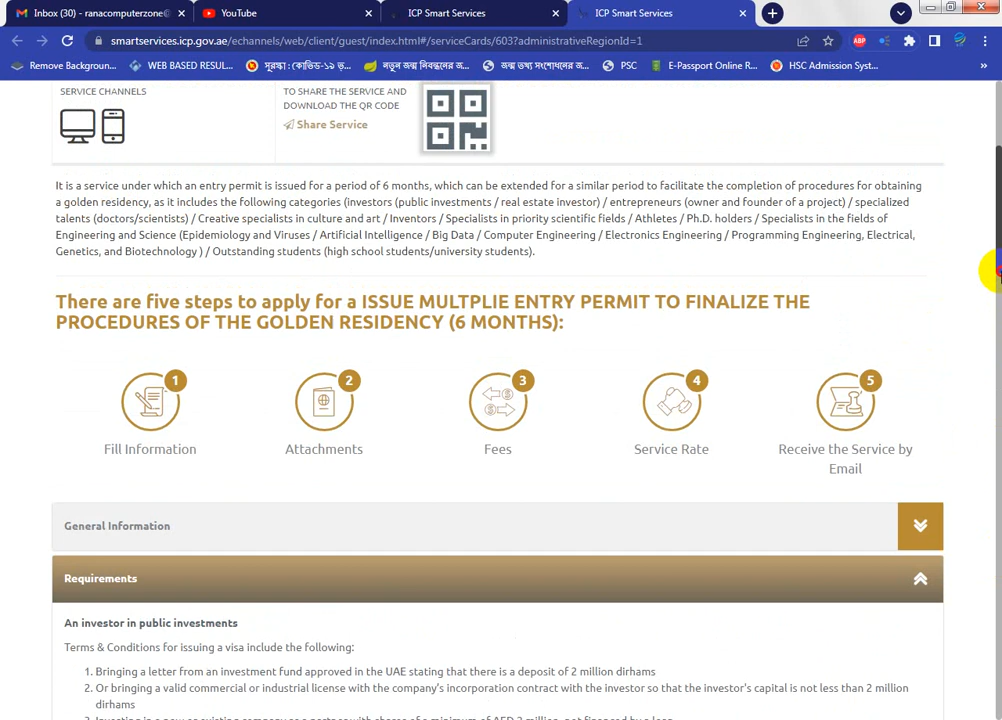 Inbox (30) - ranacomputerzone@
YouTube
ICP Smart Services
ICP Smart Services
smartservices.icp.gov.ae/echannels/web/client/guest/index.html#/serviceCards/603?administrativeRegionId=1
ABP
Remove Backgroun...
WEB BASED RESUL...
সুরক্ষা : কোভিড-১৯ ভ্...
নতুন জন্ম নিবন্ধনের জ...
জন্ম তথ্য সংশোধনের জ...
PSC
E-Passport Online R...
HSC Admission Syst...
»
SERVICE CHANNELS
TO SHARE THE SERVICE AND
DOWNLOAD THE QR CODE
Share Service
It is a service under which an entry permit is issued for a period of 6 months, which can be extended for a similar period to facilitate the completion of procedures for obtaining
a golden residency, as it includes the following categories (investors (public investments / real estate investor) / entrepreneurs (owner and founder of a project) / specialized
talents (doctors/scientists) / Creative specialists in culture and art / Inventors / Specialists in priority scientific fields / Athletes / Ph.D. holders / Specialists in the fields of
Engineering and Science (Epidemiology and Viruses / Artificial Intelligence / Big Data / Computer Engineering / Electronics Engineering / Programming Engineering, Electrical,
Genetics, and Biotechnology ) / Outstanding students (high school students/university students).
There are five steps to apply for a ISSUE MULTPLIE ENTRY PERMIT TO FINALIZE THE
PROCEDURES OF THE GOLDEN RESIDENCY (6 MONTHS):
1
2
3
4
5
Fill Information
Attachments
Fees
Service Rate
Receive the Service by
Email
General Information
Requirements
An investor in public investments
Terms & Conditions for issuing a visa include the following:
1. Bringing a letter from an investment fund approved in the UAE stating that there is a deposit of 2 million dirhams
2. Or bringing a valid commercial or industrial license with the company's incorporation contract with the investor so that the investor's capital is not less than 2 million
dirhams